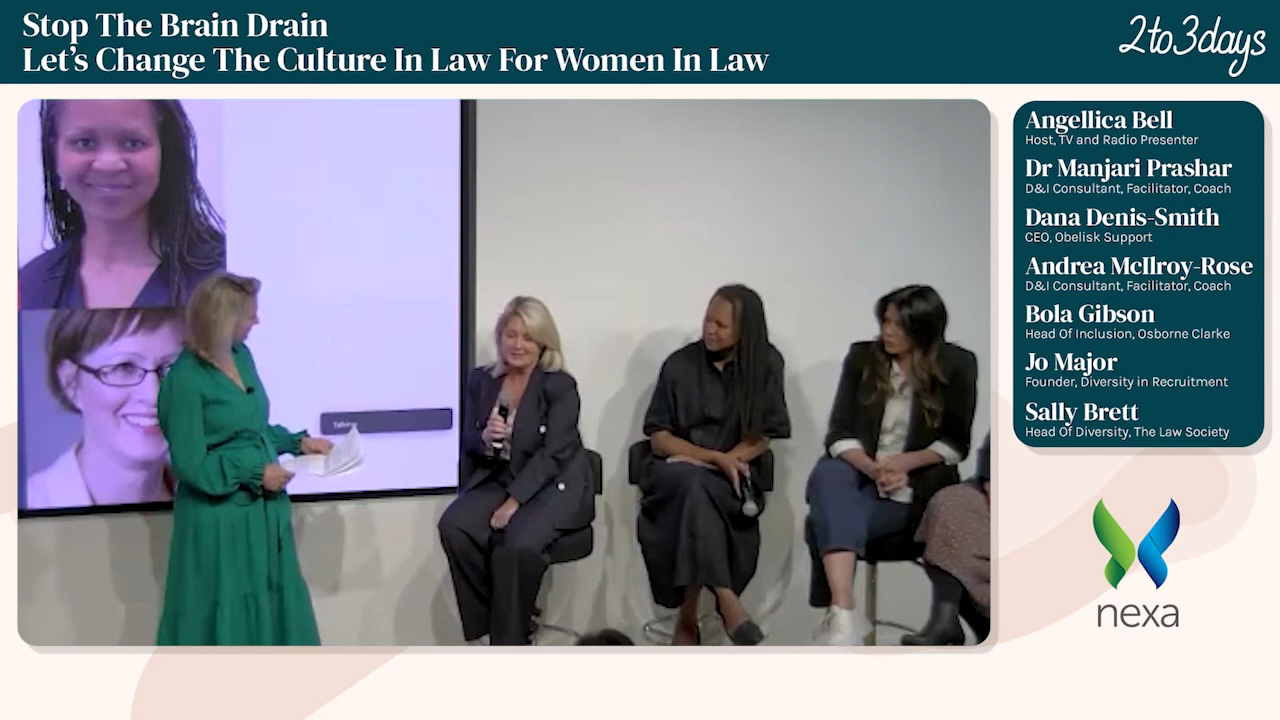 Stop The Brain Drain
Let's Change The Culture In Law For Women In Law
2to3days
Angellica Bell
Host, TV and Radio Presenter
Dr Manjari Prashar
D&I Consultant, Facilitator, Coach
Dana Denis-Smith
CEO, Obelisk Support
Andrea McIlroy-Rose
D&I Consultant, Facilitator, Coach
Bola Gibson
Head Of Inclusion, Osborne Clarke
Jo Major
Founder, Diversity in Recruitment
Sally Brett
Head Of Diversity, The Law Society
nexa